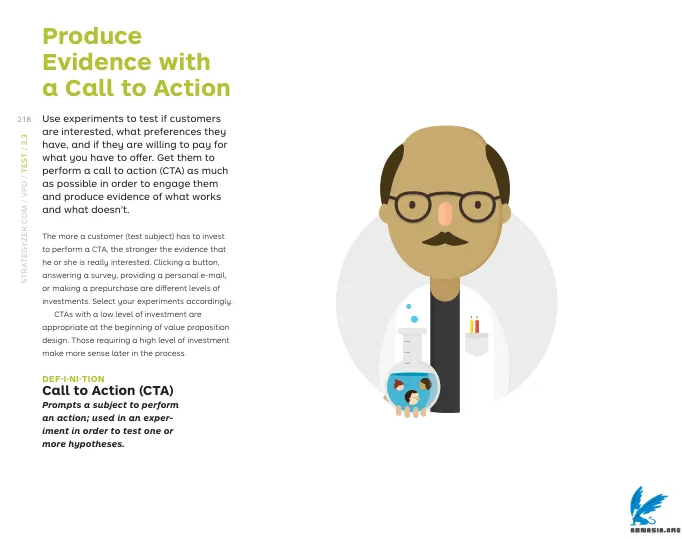 Produce
Evidence with
a Call to Action
218
Use experiments to test if customers
are interested, what preferences they
have, and if they are willing to pay for
what you have to offer. Get them to
perform a call to action (CTA) as much
as possible in order to engage them
and produce evidence of what works
and what doesn't.
STRATEGYZER.COM / VPD / TEST / 3.3
The more a customer (test subject) has to invest
to perform a CTA, the stronger the evidence that
he or she is really interested. Clicking a button,
answering a survey, providing a personal e-mail,
or making a prepurchase are different levels of
investments. Select your experiments accordingly.
CTAs with a low level of investment are
appropriate at the beginning of value proposition
design. Those requiring a high level of investment
make more sense later in the process.
DEF·I·NI·TION
Call to Action (CTA)
Prompts a subject to perform
an action; used in an exper-
iment in order to test one or
more hypotheses.
ABNASIA.ORG